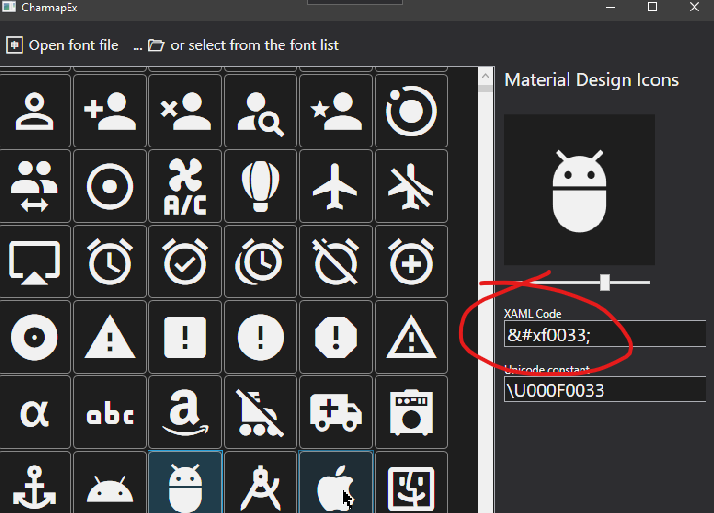 CharmapEx
Open font file ... or select from the font list
Material Design Icons
A/C
α
abc
a
XAML Code
&#xf0033;
Unicode constant
\U000F0033